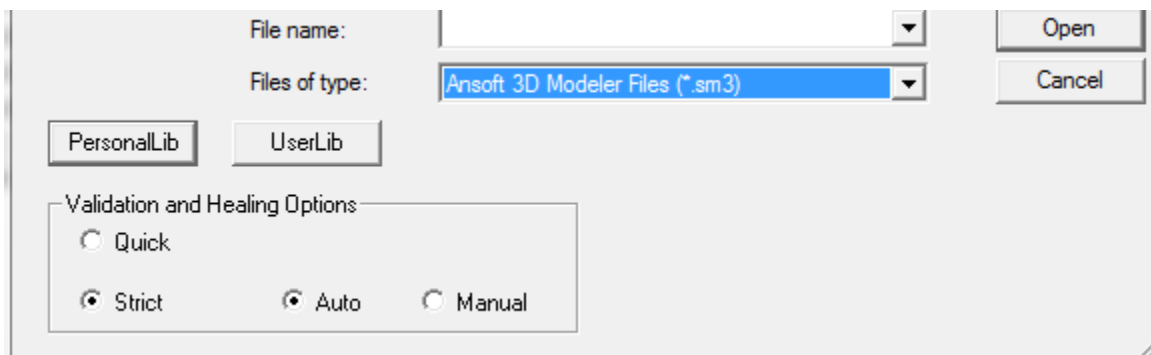 File name:
Open
Files of type:
Ansoft 3D Modeler Files (*.sm3)
Cancel
PersonalLib
UserLib
Validation and Healing Options
Quick
Strict
Auto
Manual